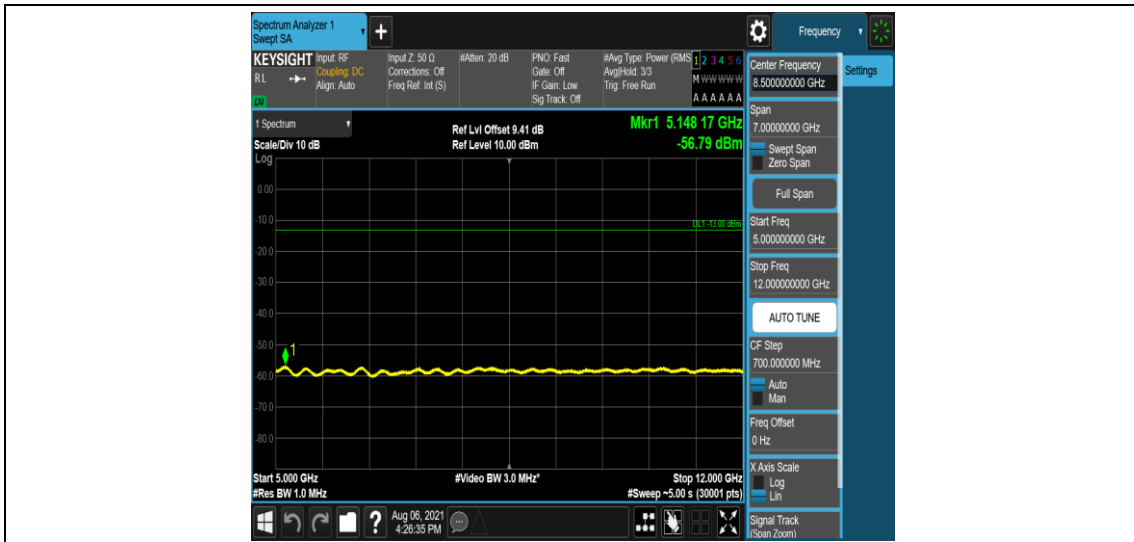 Spectrum Analyzer 1
Swept SA
+
Frequency
KEYSIGHT
RL
LM
Input: RF
Coupling: DC
Align: Auto
Input Z: 50 Ω
Corrections: Off
Freq Ref: Int (S)
#Atten: 20 dB
PNO: Fast
Gate: Off
IF Gain: Low
Sig Track: Off
#Avg Type: Power (RMS
Avg|Hold: 3/3
Trig: Free Run
1 2 3 4 5 6
M W W W W W
A A A A A A
1 Spectrum
Scale/Div 10 dB
Ref Lvl Offset 9.41 dB
Ref Level 10.00 dBm
Mkr1 5.148 17 GHz
-56.79 dBm
Log
0.00
-10.0
DL1 -13.00 dBm
-20.0
-30.0
-40.0
-50.0
1
-60.0
-70.0
-80.0
Start 5.000 GHz
#Res BW 1.0 MHz
#Video BW 3.0 MHz*
Stop 12.000 GHz
#Sweep ~5.00 s (30001 pts)
?
Aug 06, 2021
4:26:35 PM
Center Frequency
8.500000000 GHz
Settings
Span
7.00000000 GHz
Swept Span
Zero Span
Full Span
Start Freq
5.000000000 GHz
Stop Freq
12.000000000 GHz
AUTO TUNE
CF Step
700.000000 MHz
Auto
Man
Freq Offset
0 Hz
X Axis Scale
Log
Lin
Signal Track
(Span Zoom)